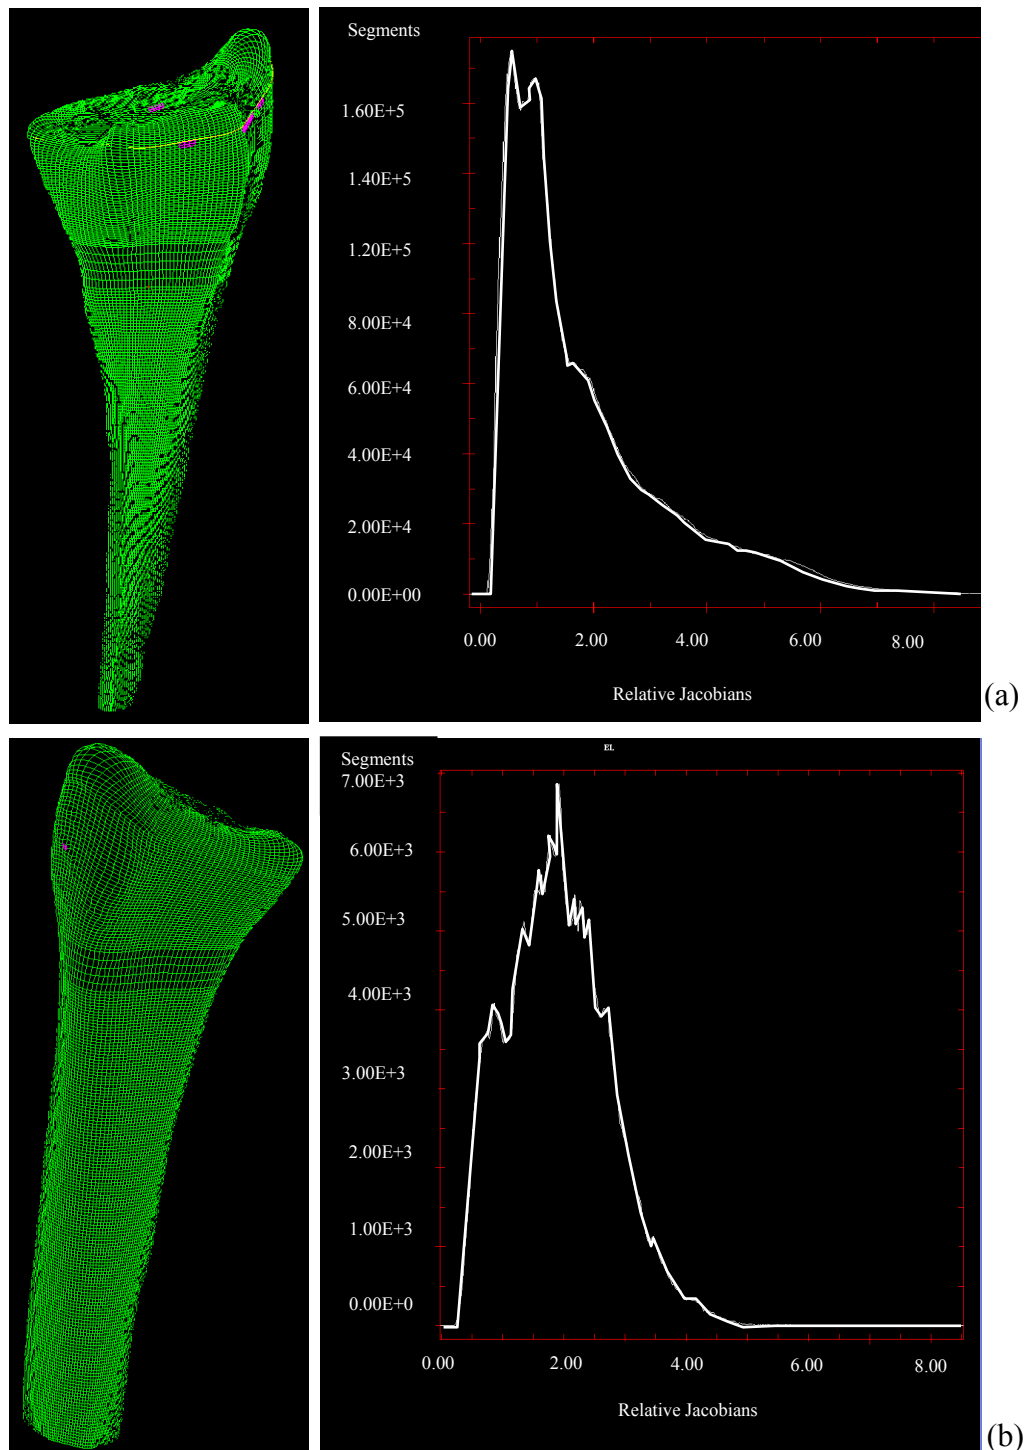 Segments
1.60E+5
1.40E+5
1.20E+5
8.00E+4
6.00E+4
4.00E+4
2.00E+4
0.00E+00
0.00 2.00 4.00 6.00 8.00
Relative Jacobians
(a)
EL
Segments
7.00E+3
6.00E+3
5.00E+3
4.00E+3
3.00E+3
2.00E+3
1.00E+3
0.00E+0
0.00 2.00 4.00 6.00 8.00
Relative Jacobians
(b)